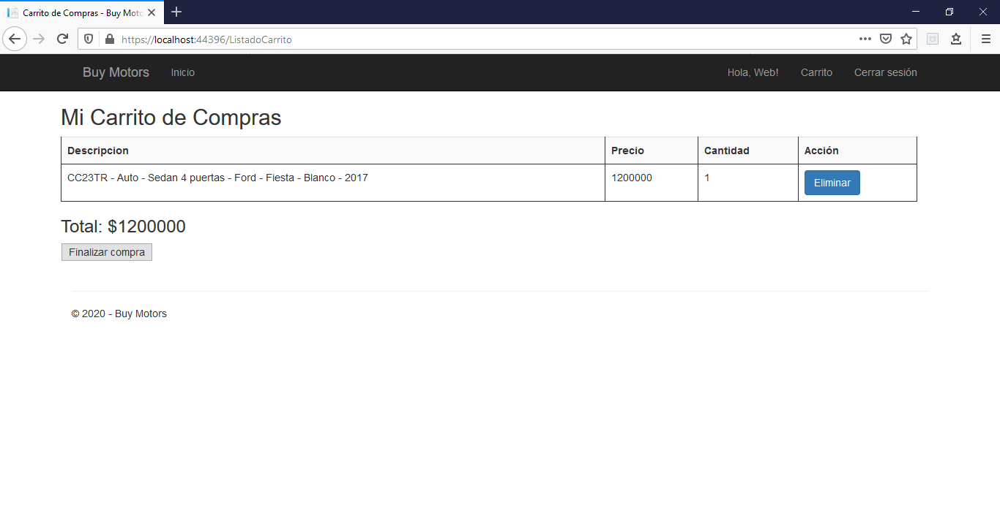 Carrito de Compras - Buy Moto
https://localhost:44396/ListadoCarrito
Buy Motors Inicio Hola, Web! Carrito Cerrar sesión
Mi Carrito de Compras
Descripcion Precio Cantidad Acción
CC23TR - Auto - Sedan 4 puertas - Ford - Fiesta - Blanco - 2017 1200000 1 Eliminar
Total: $1200000
Finalizar compra
© 2020 - Buy Motors